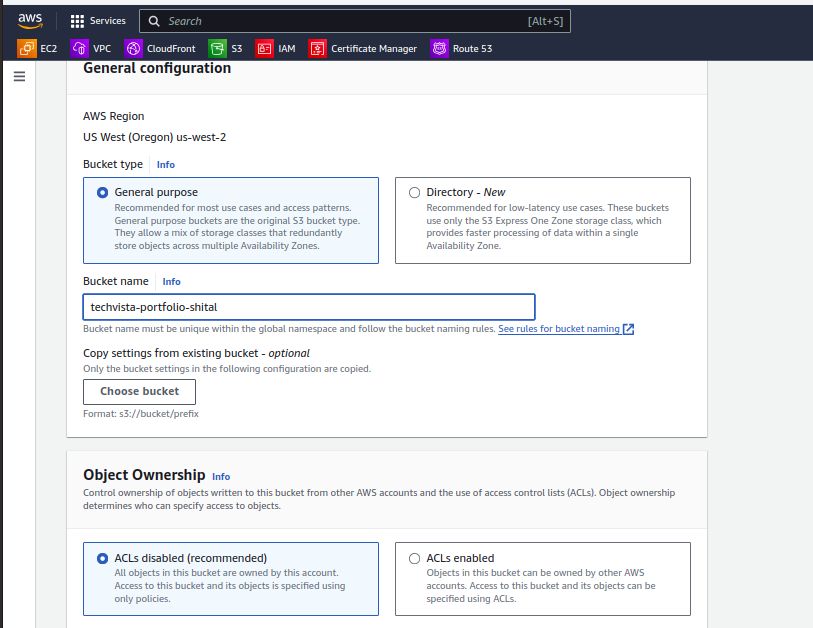 aws
Services
Search
[Alt+S]
EC2
VPC
CloudFront
S3
IAM
Certificate Manager
Route 53
General configuration
AWS Region
US West (Oregon) us-west-2
Bucket type
Info
General purpose
Recommended for most use cases and access patterns.
General purpose buckets are the original S3 bucket type.
They allow a mix of storage classes that redundantly
store objects across multiple Availability Zones.
Directory - New
Recommended for low-latency use cases. These buckets
use only the S3 Express One Zone storage class, which
provides faster processing of data within a single
Availability Zone.
Bucket name
Info
techvista-portfolio-shital
Bucket name must be unique within the global namespace and follow the bucket naming rules. See rules for bucket naming
Copy settings from existing bucket - optional
Only the bucket settings in the following configuration are copied.
Choose bucket
Format: s3://bucket/prefix
Object Ownership Info
Control ownership of objects written to this bucket from other AWS accounts and the use of access control lists (ACLs). Object ownership
determines who can specify access to objects.
ACLs disabled (recommended)
All objects in this bucket are owned by this account.
Access to this bucket and its objects is specified using
only policies.
ACLs enabled
Objects in this bucket can be owned by other AWS
accounts. Access to this bucket and its objects can be
specified using ACLs.